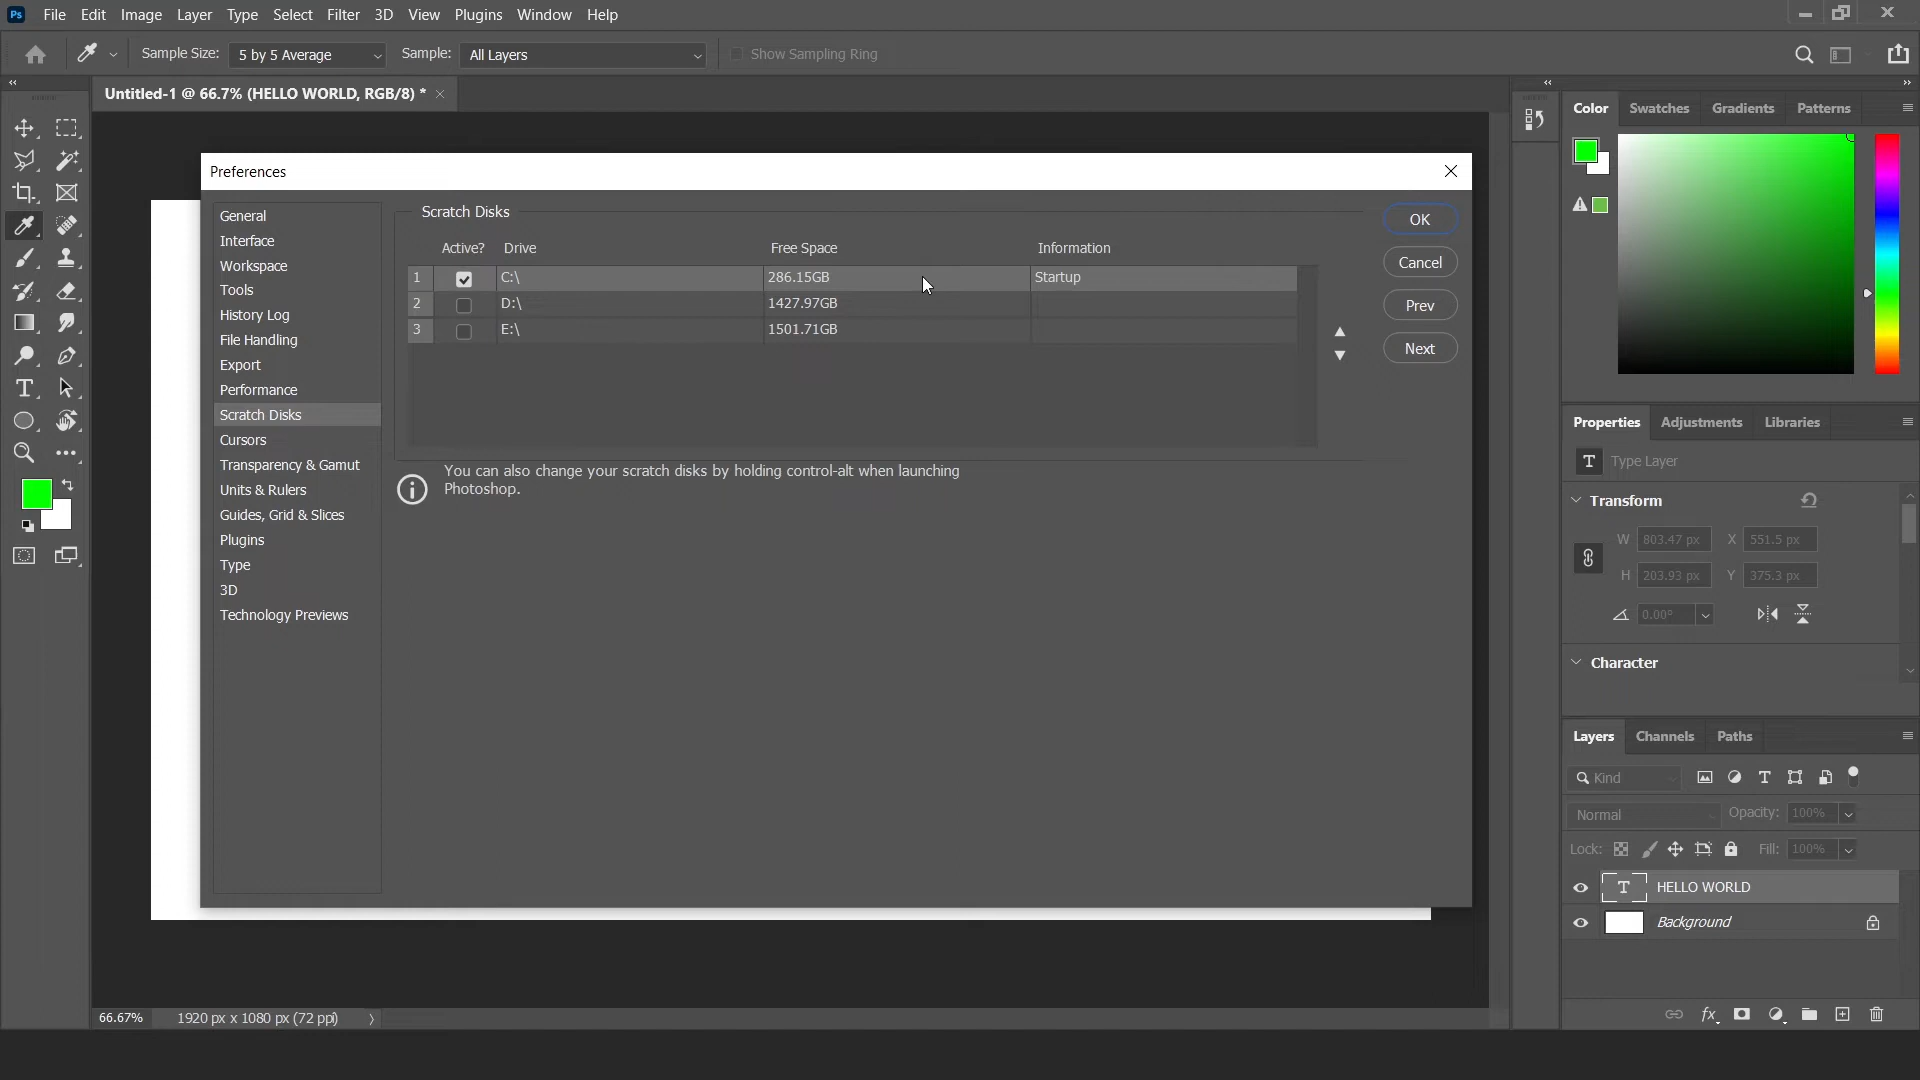 Ps File Edit Image Layer Type Select Filter 3D View Plugins Window Help
Sample Size: 5 by 5 Average Sample: All Layers Show Sampling Ring
Untitled-1 @ 66.7% (HELLO WORLD, RGB/8) *
Preferences
General
Interface
Workspace
Tools
History Log
File Handling
Export
Performance
Scratch Disks
Cursors
Transparency & Gamut
Units & Rulers
Guides, Grid & Slices
Plugins
Type
3D
Technology Previews
Scratch Disks
Active? Drive Free Space Information
1 C:\ 286.15GB Startup
2 D:\ 1427.97GB
3 E:\ 1501.71GB
You can also change your scratch disks by holding control-alt when launching
Photoshop.
OK
Cancel
Prev
Next
Color Swatches Gradients Patterns
Properties Adjustments Libraries
T Type Layer
Transform
W 803.47 px X 551.5 px
H 203.93 px Y 375.3 px
0.00°
Character
Layers Channels Paths
Kind
Normal Opacity: 100%
Lock: Fill: 100%
T HELLO WORLD
Background
fx
66.67% 1920 px x 1080 px (72 ppi)